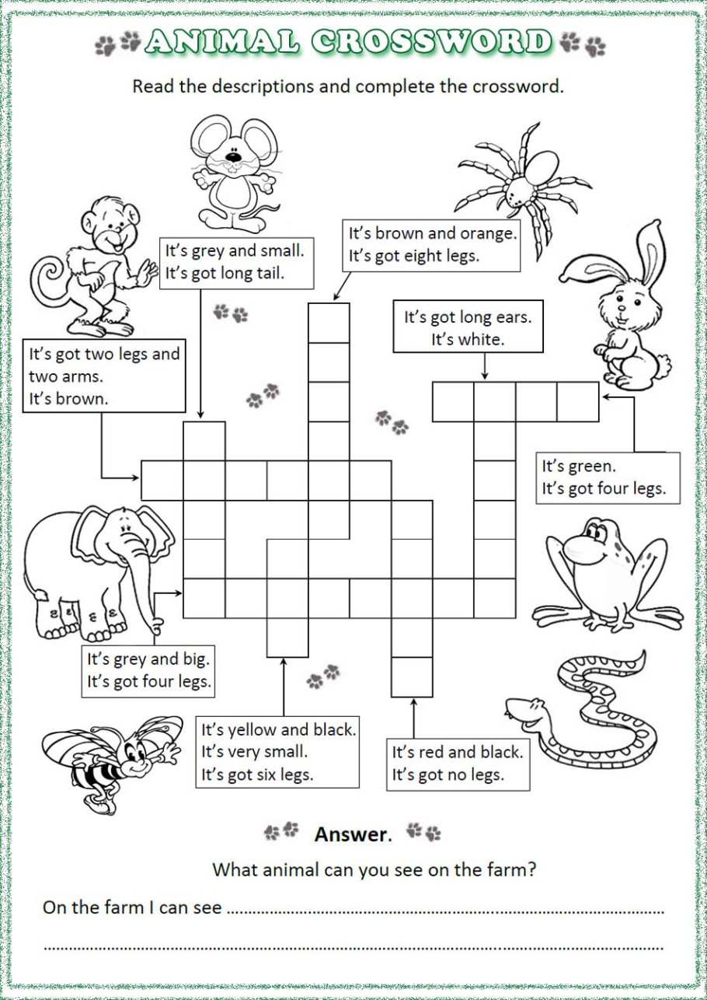 ANIMAL CROSSWORD
Read the descriptions and complete the crossword.
It's grey and small.
It's got long tail.
It's brown and orange.
It's got eight legs.
It's got long ears.
It's white.
It's got two legs and
two arms.
It's brown.
It's green.
It's got four legs.
It's grey and big.
It's got four legs.
It's yellow and black.
It's very small.
It's got six legs.
It's red and black.
It's got no legs.
Answer.
What animal can you see on the farm?
On the farm I can see ................................................................................
................................................................................